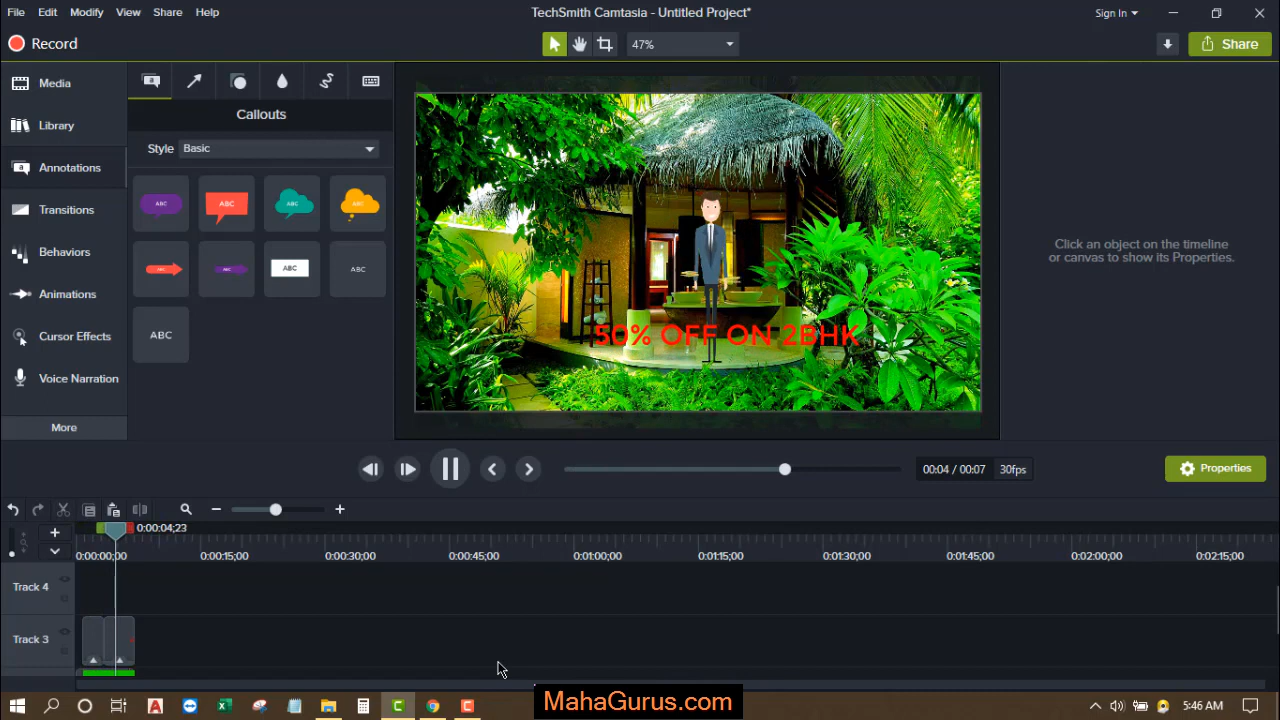 File Edit Modify View Share Help
TechSmith Camtasia - Untitled Project*
Sign In
Record
47%
Share
Media
Library
Annotations
Transitions
Behaviors
Animations
Cursor Effects
Voice Narration
More
Callouts
Style Basic
ABC ABC ABC ABC
ABC ABC ABC ABC
ABC
50% OFF ON 2BHK
Click an object on the timeline
or canvas to show its Properties.
00:04 / 00:07 30fps
Properties
0:00:04;23
0:00:00;00 0:00:15;00 0:00:30;00 0:00:45;00 0:01:00;00 0:01:15;00 0:01:30;00 0:01:45;00 0:02:00;00 0:02:15;00
Track 4
Track 3
MahaGurus.com
5:46 AM